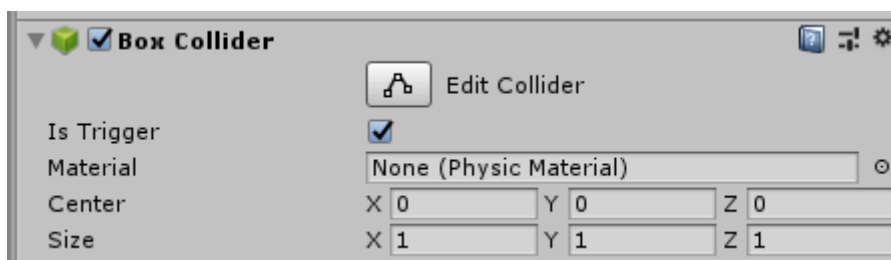 Box Collider
Edit Collider
Is Trigger
Material None (Physic Material)
Center X 0 Y 0 Z 0
Size X 1 Y 1 Z 1